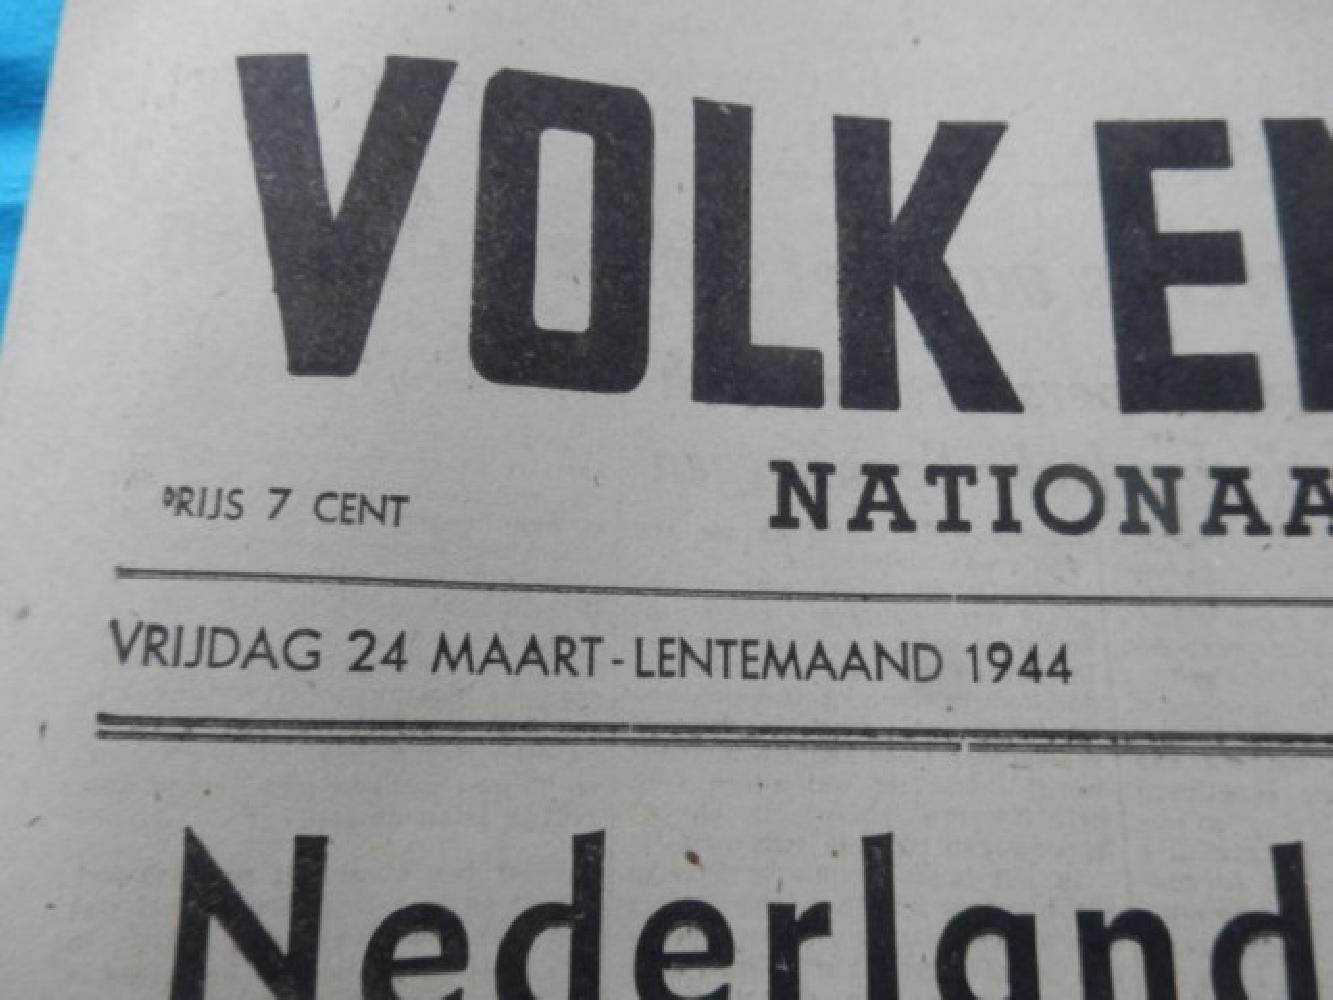 VOLK EN
PRIJS 7 CENT
NATIONAA
VRIJDAG 24 MAART-LENTEMAAND 1944
Nederland